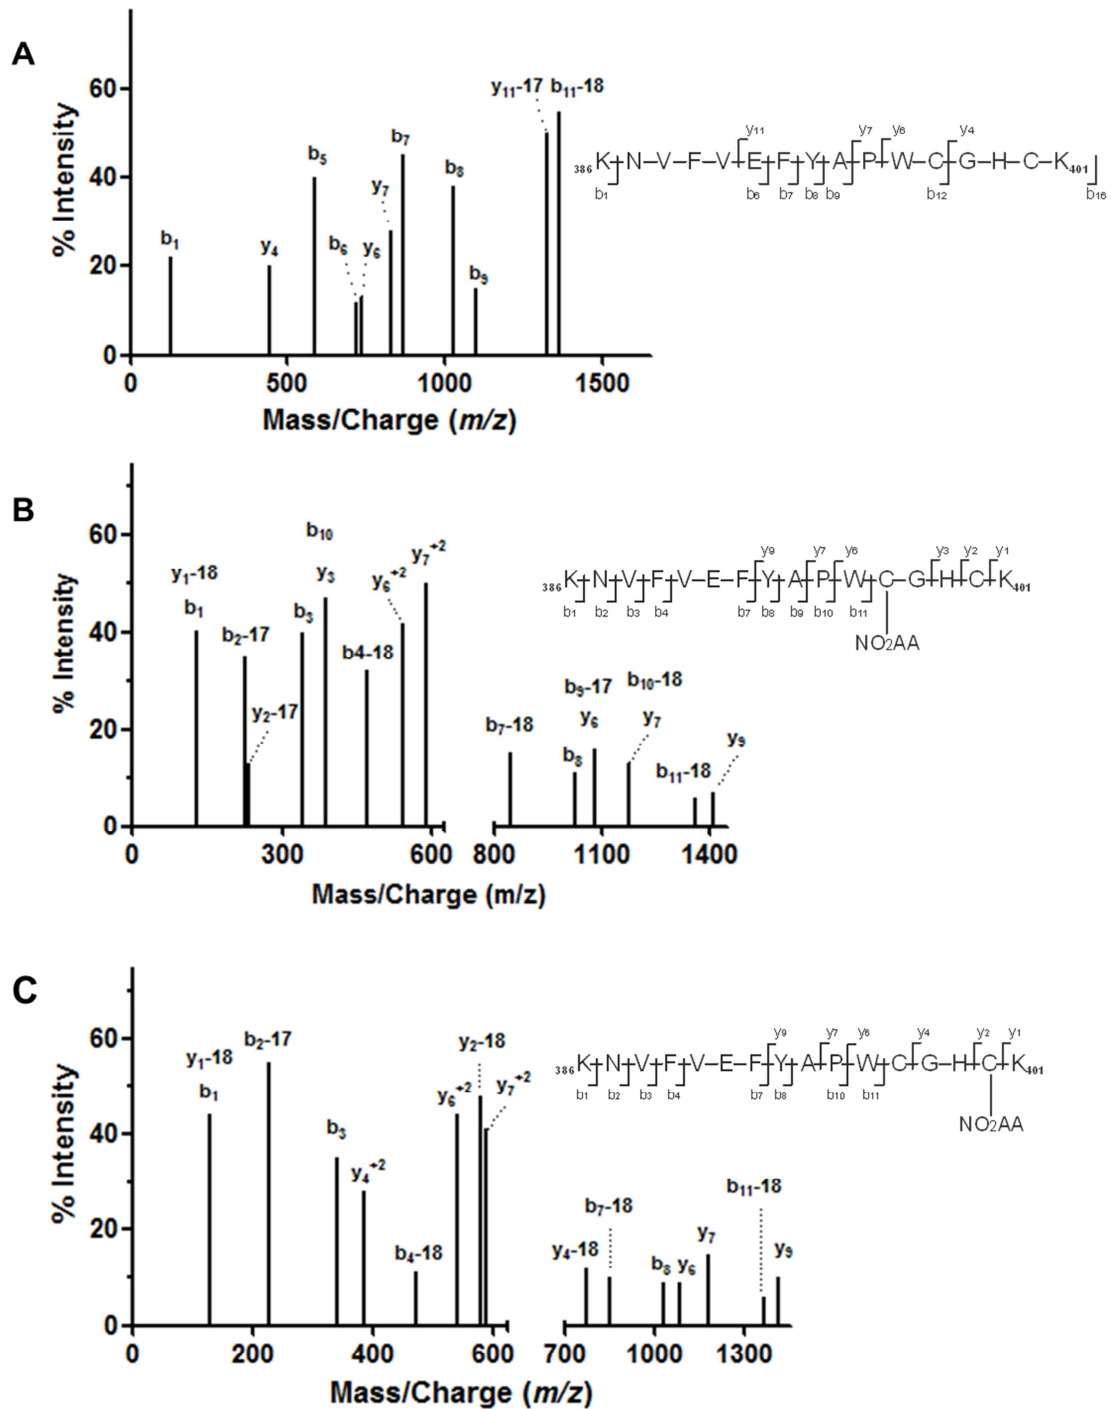 A
% Intensity
60
40
20
0
b1
y4
b5
b6
y6
y7
b7
b8
b9
y11-17
b11-18
0
500
1000
1500
Mass/Charge (m/z)
y11
y7
y6
y4
386K-N-V-F-V-E-F-Y-A-P-W-C-G-H-C-K401
b1
b6
b7
b8
b9
b12
b16
B
% Intensity
60
40
20
0
y1-18
b1
b2-17
y2-17
b3
b10
y3
b4-18
y6+2
y7+2
b7-18
b8
b9-17
y6
b10-18
y7
b11-18
y9
0
300
600
800
1100
1400
Mass/Charge (m/z)
y9
y7
y6
y3
y2
y1
386K-N-V-F-V-E-F-Y-A-P-W-C-G-H-C-K401
b1
b2
b3
b4
b7
b8
b9
b10
b11
NO2AA
C
% Intensity
60
40
20
0
y1-18
b1
b2-17
b3
y4+2
b4-18
y6+2
y2-18
y7+2
y4-18
b7-18
b8
y6
y7
b11-18
y9
0
200
400
600
700
1000
1300
Mass/Charge (m/z)
y9
y7
y6
y4
y2
y1
386K-N-V-F-V-E-F-Y-A-P-W-C-G-H-C-K401
b1
b2
b3
b4
b7
b8
b10
b11
NO2AA